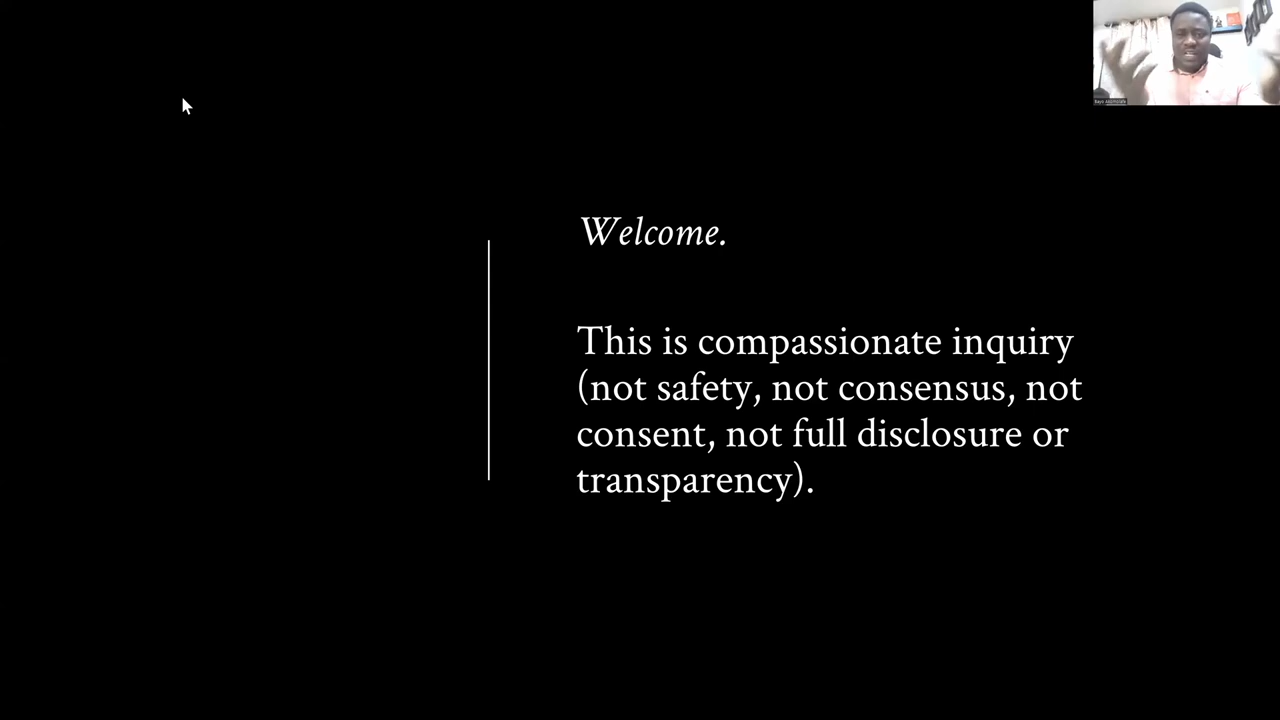 Welcome.
This is compassionate inquiry
(not safety, not consensus, not
consent, not full disclosure or
transparency).